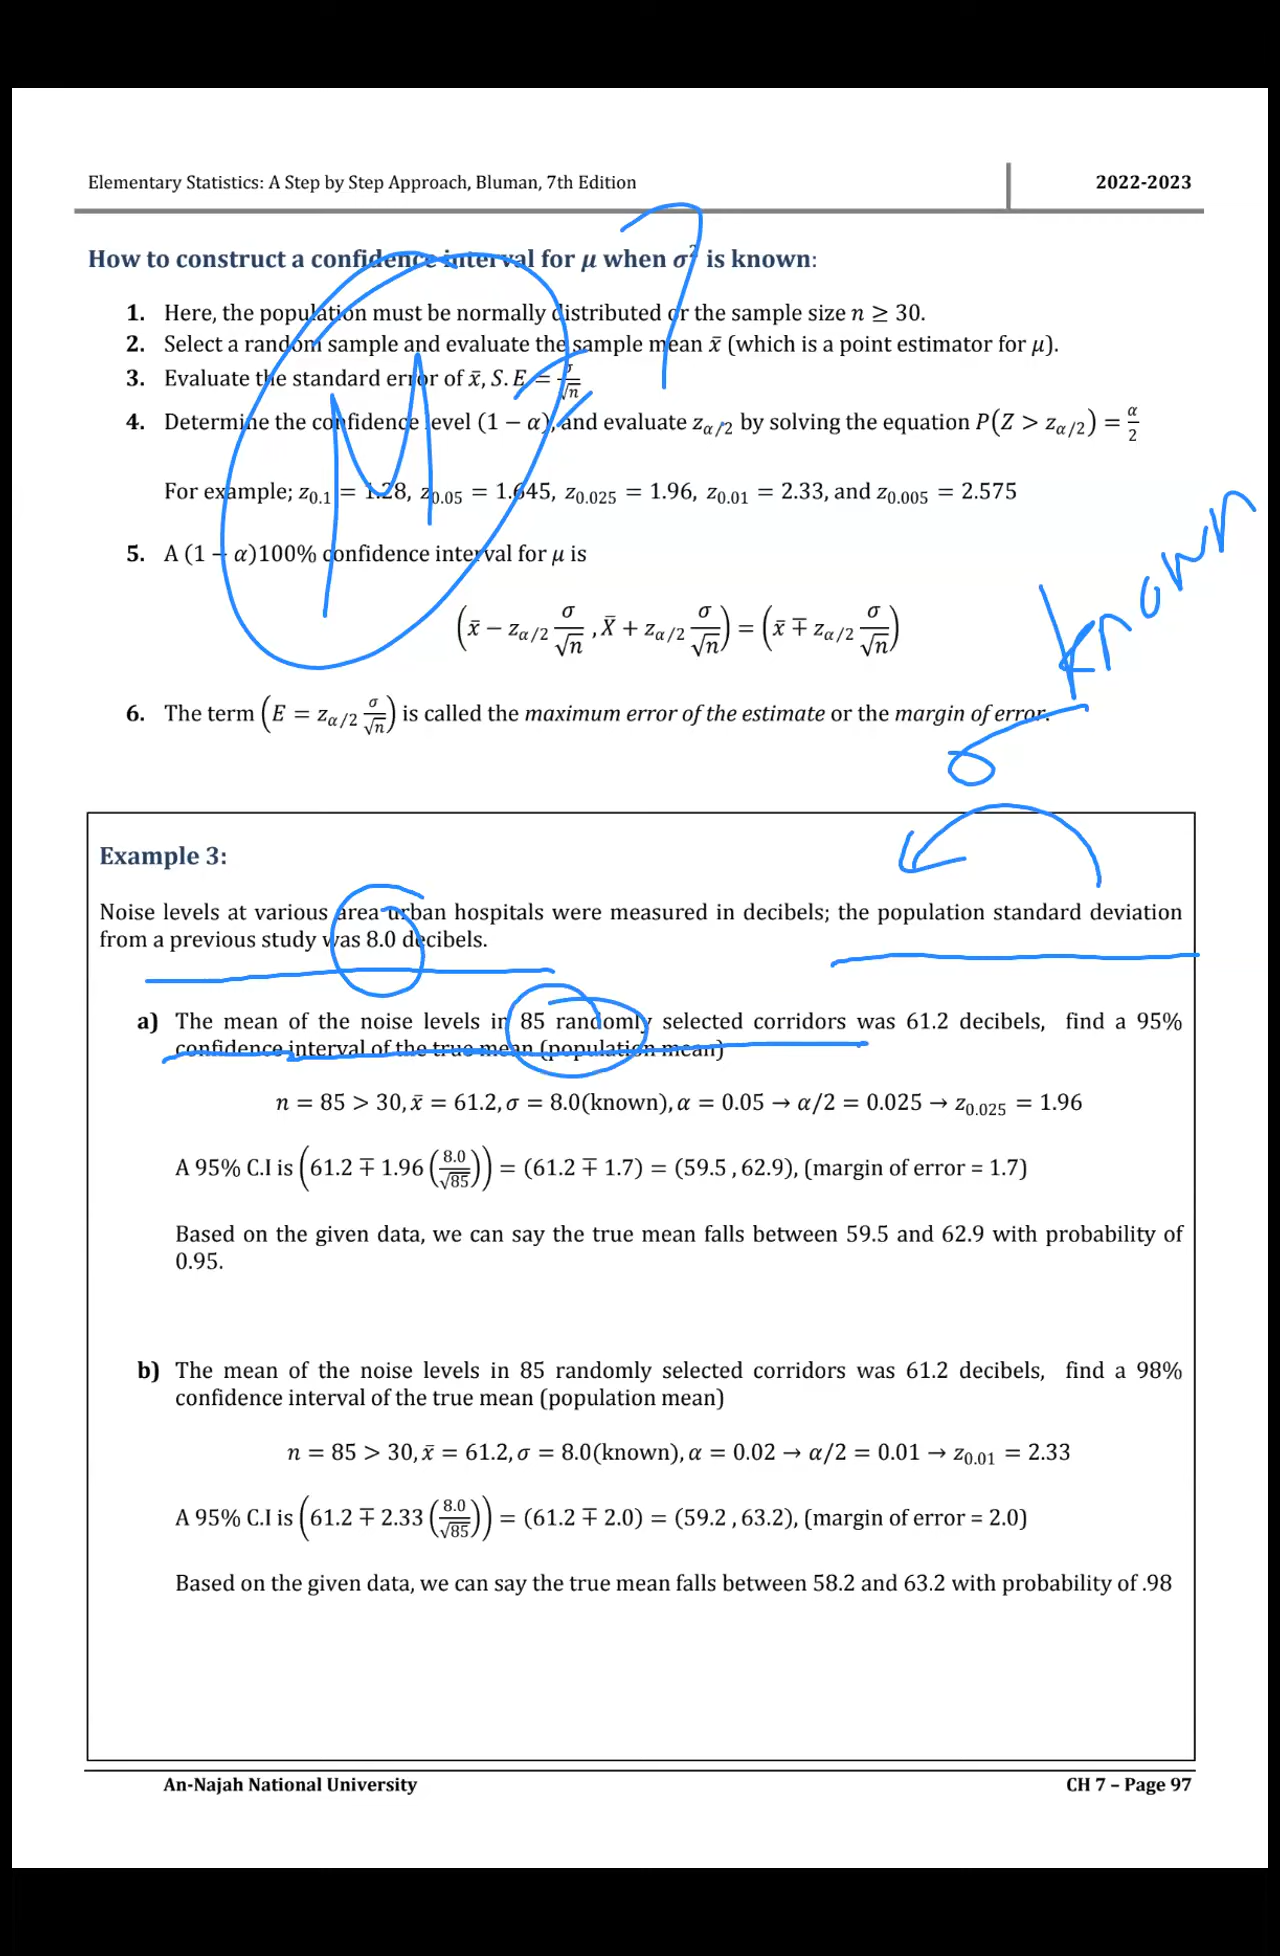 Elementary Statistics: A Step by Step Approach, Bluman, 7th Edition 2022-2023
How to construct a confidence interval for μ when σ² is known:
1. Here, the population must be normally distributed or the sample size n ≥ 30.
2. Select a random sample and evaluate the sample mean x̄ (which is a point estimator for μ).
3. Evaluate the standard error of x̄, S.E = σ/√n
4. Determine the confidence level (1 − α), and evaluate z_{α/2} by solving the equation P(Z > z_{α/2}) = α/2
For example; z_{0.1} = 1.28, z_{0.05} = 1.645, z_{0.025} = 1.96, z_{0.01} = 2.33, and z_{0.005} = 2.575
5. A (1 − α)100% confidence interval for μ is
(x̄ − z_{α/2} σ/√n , X̄ + z_{α/2} σ/√n) = (x̄ ∓ z_{α/2} σ/√n)
6. The term (E = z_{α/2} σ/√n) is called the maximum error of the estimate or the margin of error.
M ?
σ known
Example 3:
Noise levels at various area urban hospitals were measured in decibels; the population standard deviation
from a previous study was 8.0 decibels.
a) The mean of the noise levels in 85 randomly selected corridors was 61.2 decibels, find a 95%
confidence interval of the true mean (population mean)
n = 85 > 30, x̄ = 61.2, σ = 8.0(known), α = 0.05 → α/2 = 0.025 → z_{0.025} = 1.96
A 95% C.I is (61.2 ∓ 1.96 (8.0/√85)) = (61.2 ∓ 1.7) = (59.5 , 62.9), (margin of error = 1.7)
Based on the given data, we can say the true mean falls between 59.5 and 62.9 with probability of
0.95.
b) The mean of the noise levels in 85 randomly selected corridors was 61.2 decibels, find a 98%
confidence interval of the true mean (population mean)
n = 85 > 30, x̄ = 61.2, σ = 8.0(known), α = 0.02 → α/2 = 0.01 → z_{0.01} = 2.33
A 95% C.I is (61.2 ∓ 2.33 (8.0/√85)) = (61.2 ∓ 2.0) = (59.2 , 63.2), (margin of error = 2.0)
Based on the given data, we can say the true mean falls between 58.2 and 63.2 with probability of .98
An-Najah National University CH 7 – Page 97